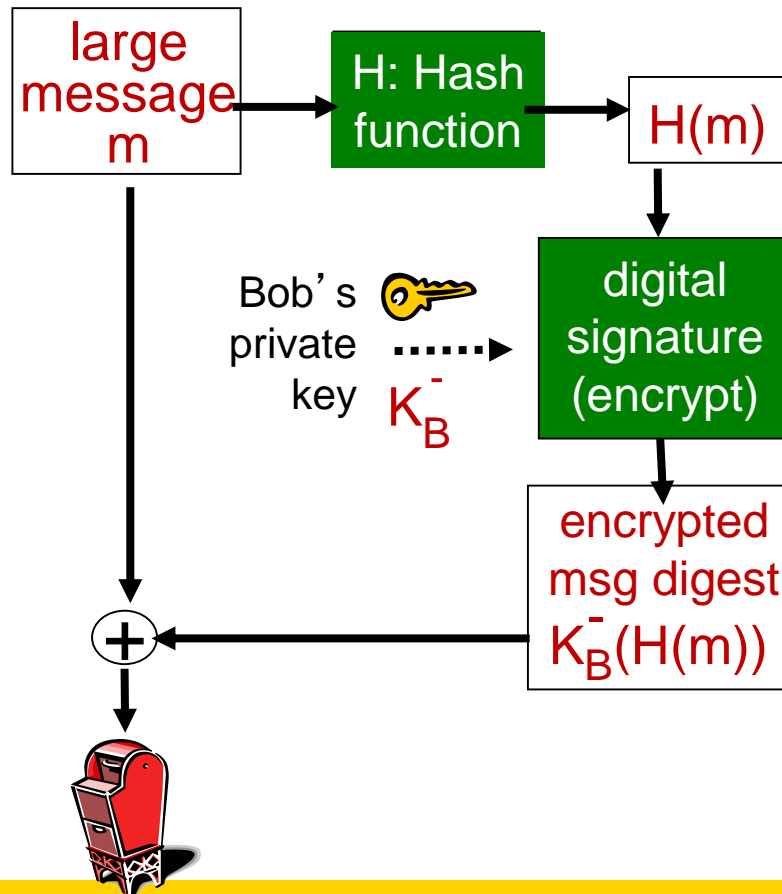 large
message
m
H: Hash
function
H(m)
Bob's
private
key
K_B^-
digital
signature
(encrypt)
encrypted
msg digest
K_B^-(H(m))
+